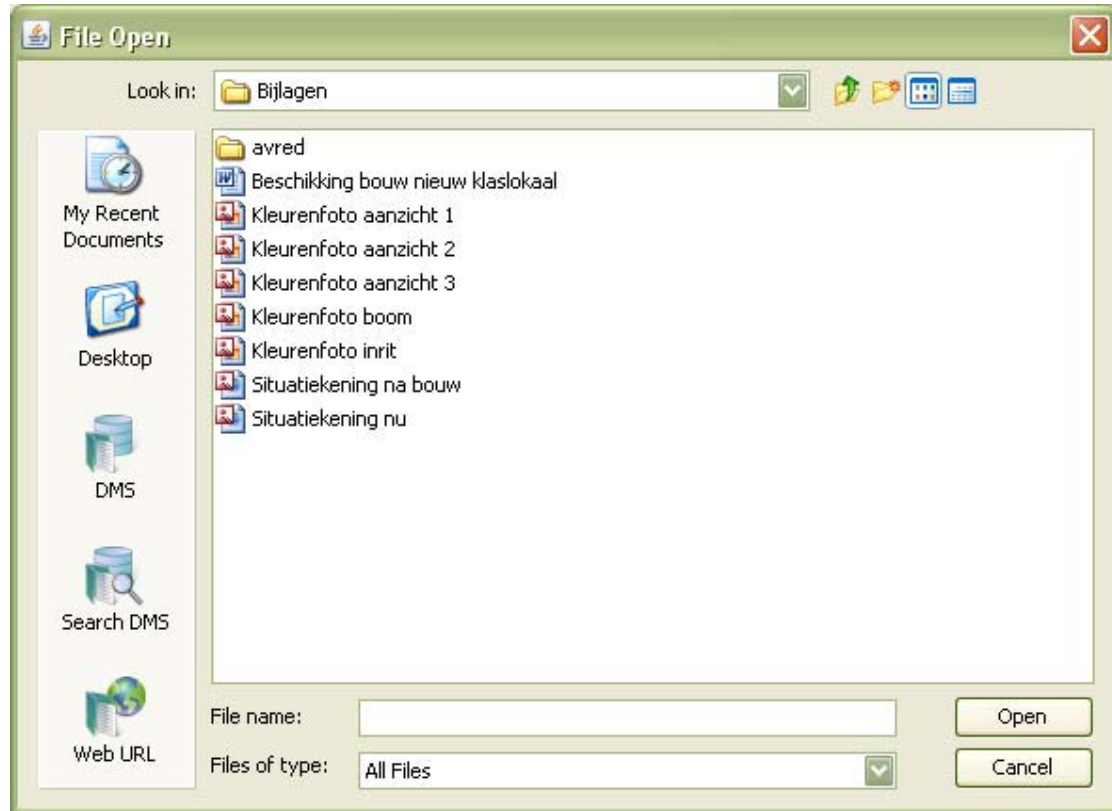 File Open
Look in:
Bijlagen
My Recent
Documents
Desktop
DMS
Search DMS
Web URL
avred
Beschikking bouw nieuw klaslokaal
Kleurenfoto aanzicht 1
Kleurenfoto aanzicht 2
Kleurenfoto aanzicht 3
Kleurenfoto boom
Kleurenfoto inrit
Situatiekening na bouw
Situatiekening nu
File name:
Open
Files of type:
All Files
Cancel